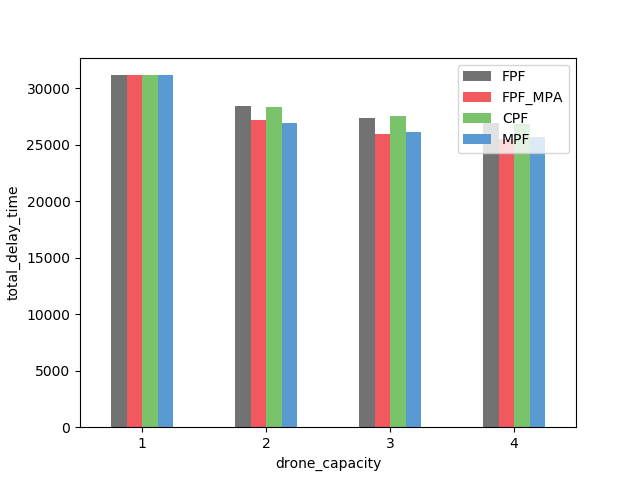 30000
25000
20000
15000
10000
5000
0
total_delay_time
FPF
FPF_MPA
CPF
MPF
1 2 3 4
drone_capacity